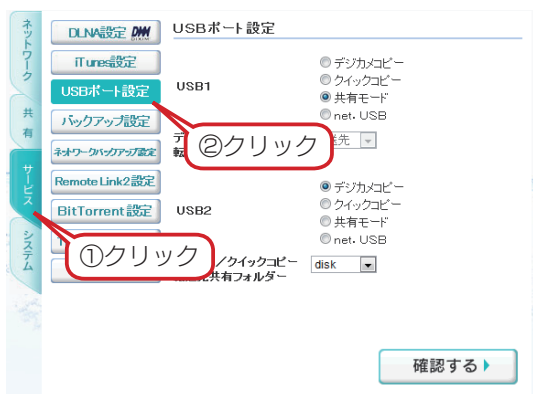 ネットワーク
共有
サービス
システム
DLNA設定
iTunes設定
USBポート設定
バックアップ設定
ネットワークバックアップ設定
Remote Link2設定
BitTorrent設定
USBポート設定
USB1
デジカメコピー
クイックコピー
共有モード
net.USB
②クリック
USB2
デジカメコピー
クイックコピー
共有モード
net.USB
①クリック
/クイックコピー
共有フォルダー
disk
確認する